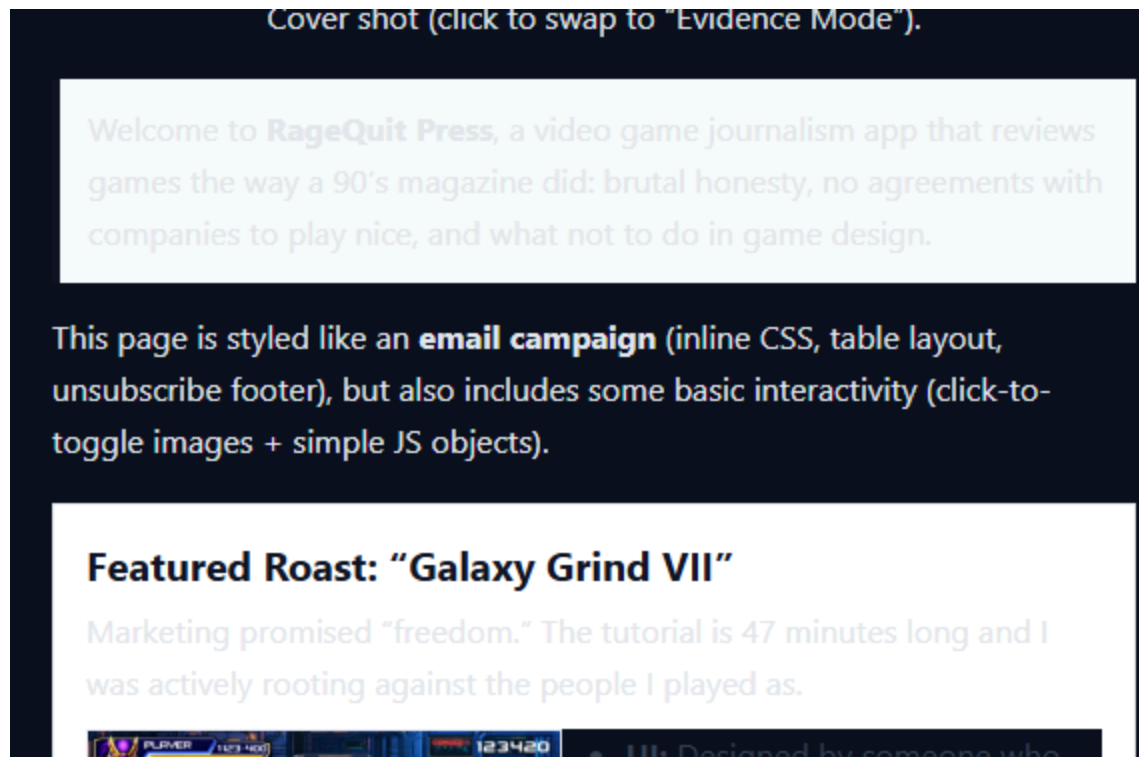 Cover shot (click to swap to “Evidence Mode”).
Welcome to RageQuit Press, a video game journalism app that reviews
games the way a 90’s magazine did: brutal honesty, no agreements with
companies to play nice, and what not to do in game design.
This page is styled like an email campaign (inline CSS, table layout,
unsubscribe footer), but also includes some basic interactivity (click-to-
toggle images + simple JS objects).
Featured Roast: “Galaxy Grind VII”
Marketing promised “freedom.” The tutorial is 47 minutes long and I
was actively rooting against the people I played as.
PLAYER
123420
• UI: Designed by someone who